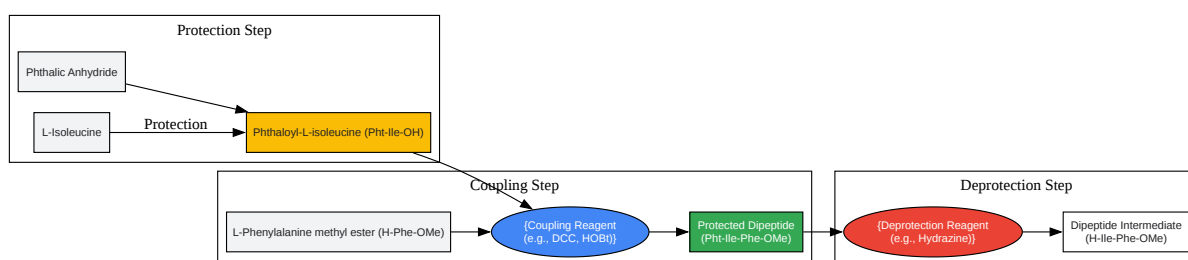 Protection Step
Phthalic Anhydride
L-Isoleucine
Protection
Phthaloyl-L-isoleucine (Pht-Ile-OH)
Coupling Step
L-Phenylalanine methyl ester (H-Phe-OMe)
{Coupling Reagent
(e.g., DCC, HOBt)}
Protected Dipeptide
(Pht-Ile-Phe-OMe)
Deprotection Step
{Deprotection Reagent
(e.g., Hydrazine)}
Dipeptide Intermediate
(H-Ile-Phe-OMe)